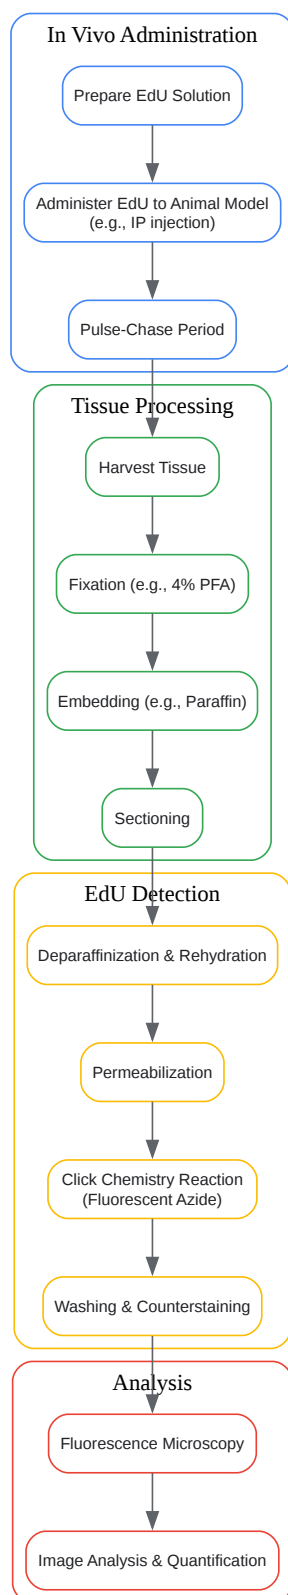 In Vivo Administration
Prepare EdU Solution
Administer EdU to Animal Model
(e.g., IP injection)
Pulse-Chase Period
Tissue Processing
Harvest Tissue
Fixation (e.g., 4% PFA)
Embedding (e.g., Paraffin)
Sectioning
EdU Detection
Deparaffinization & Rehydration
Permeabilization
Click Chemistry Reaction
(Fluorescent Azide)
Washing & Counterstaining
Analysis
Fluorescence Microscopy
Image Analysis & Quantification